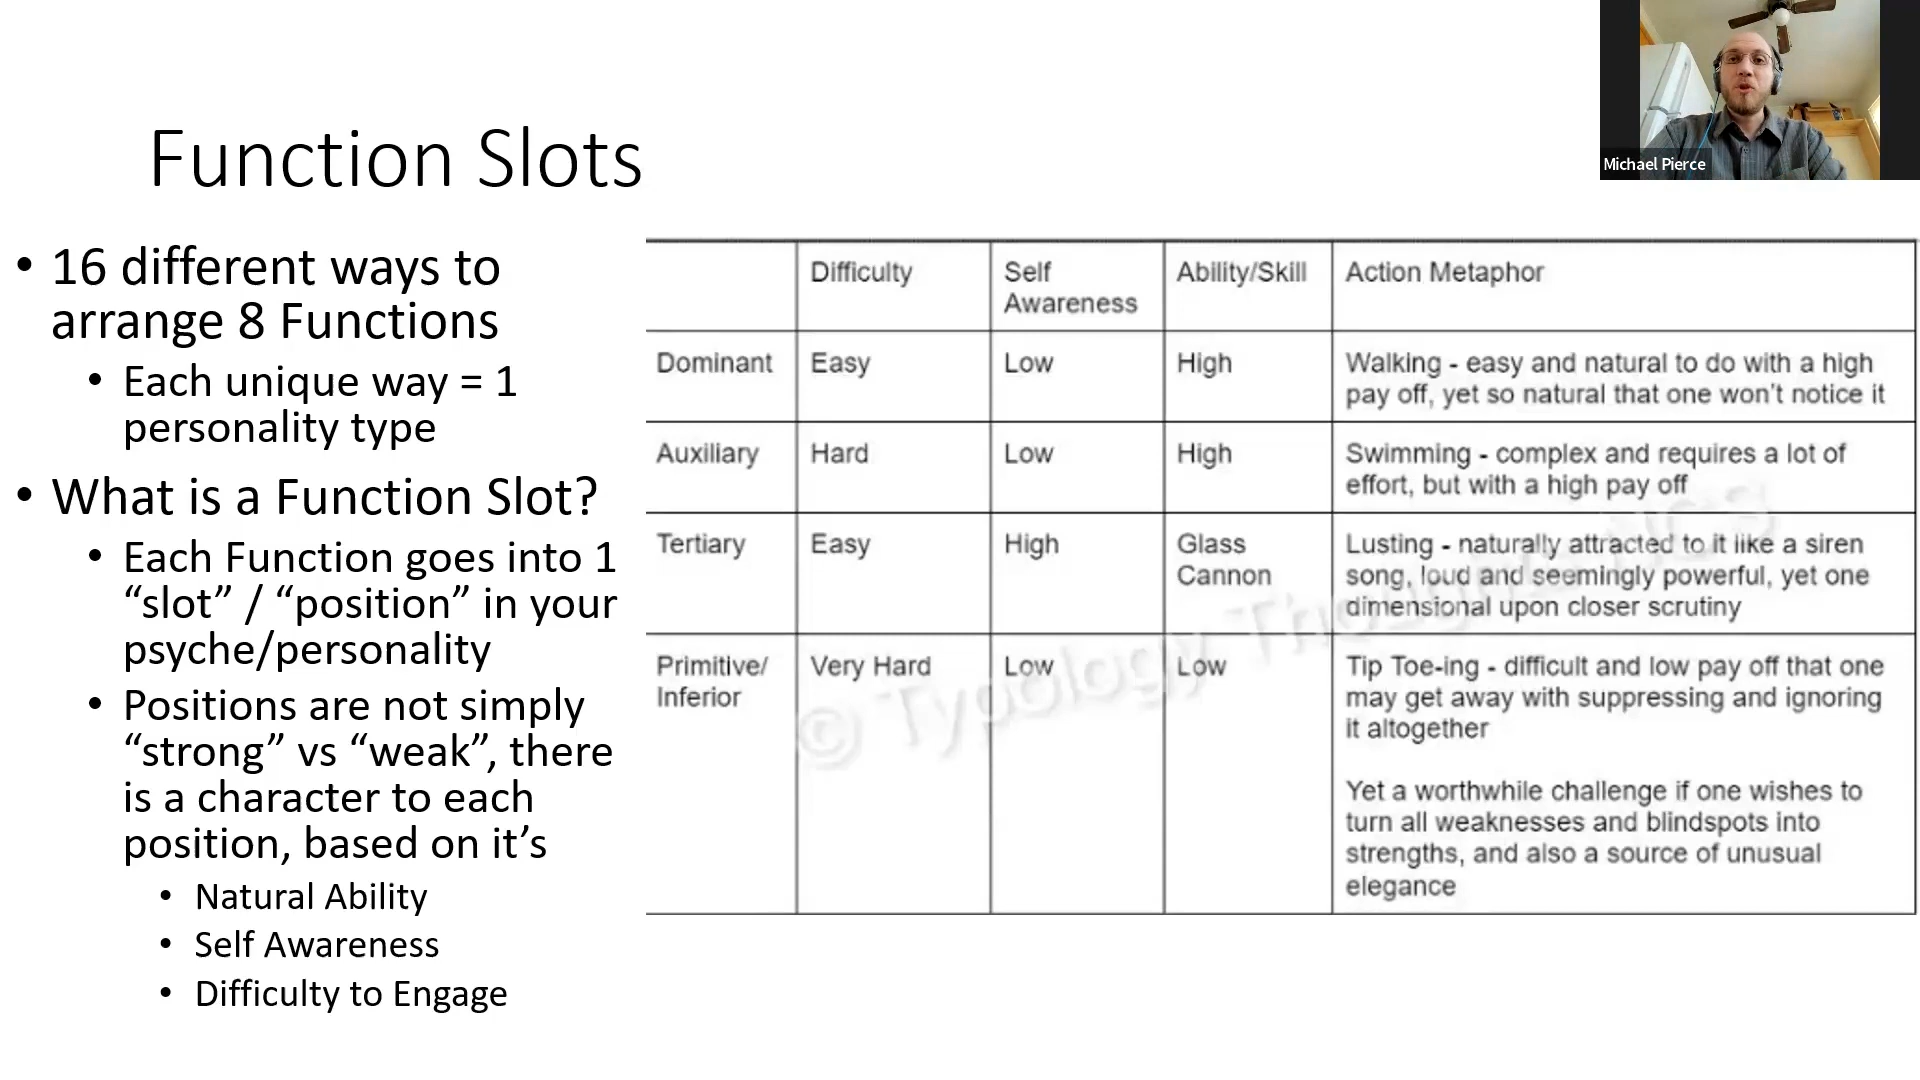 Michael Pierce
Function Slots
• 16 different ways to
arrange 8 Functions
• Each unique way = 1
personality type
• What is a Function Slot?
• Each Function goes into 1
“slot” / “position” in your
psyche/personality
• Positions are not simply
“strong” vs “weak”, there
is a character to each
position, based on it’s
• Natural Ability
• Self Awareness
• Difficulty to Engage
Difficulty
Self
Awareness
Ability/Skill
Action Metaphor
Dominant
Easy
Low
High
Walking - easy and natural to do with a high
pay off, yet so natural that one won't notice it
Auxiliary
Hard
Low
High
Swimming - complex and requires a lot of
effort, but with a high pay off
Tertiary
Easy
High
Glass
Cannon
Lusting - naturally attracted to it like a siren
song, loud and seemingly powerful, yet one
dimensional upon closer scrutiny
Primitive/
Inferior
Very Hard
Low
Low
Tip Toe-ing - difficult and low pay off that one
may get away with suppressing and ignoring
it altogether
Yet a worthwhile challenge if one wishes to
turn all weaknesses and blindspots into
strengths, and also a source of unusual
elegance
© Typology